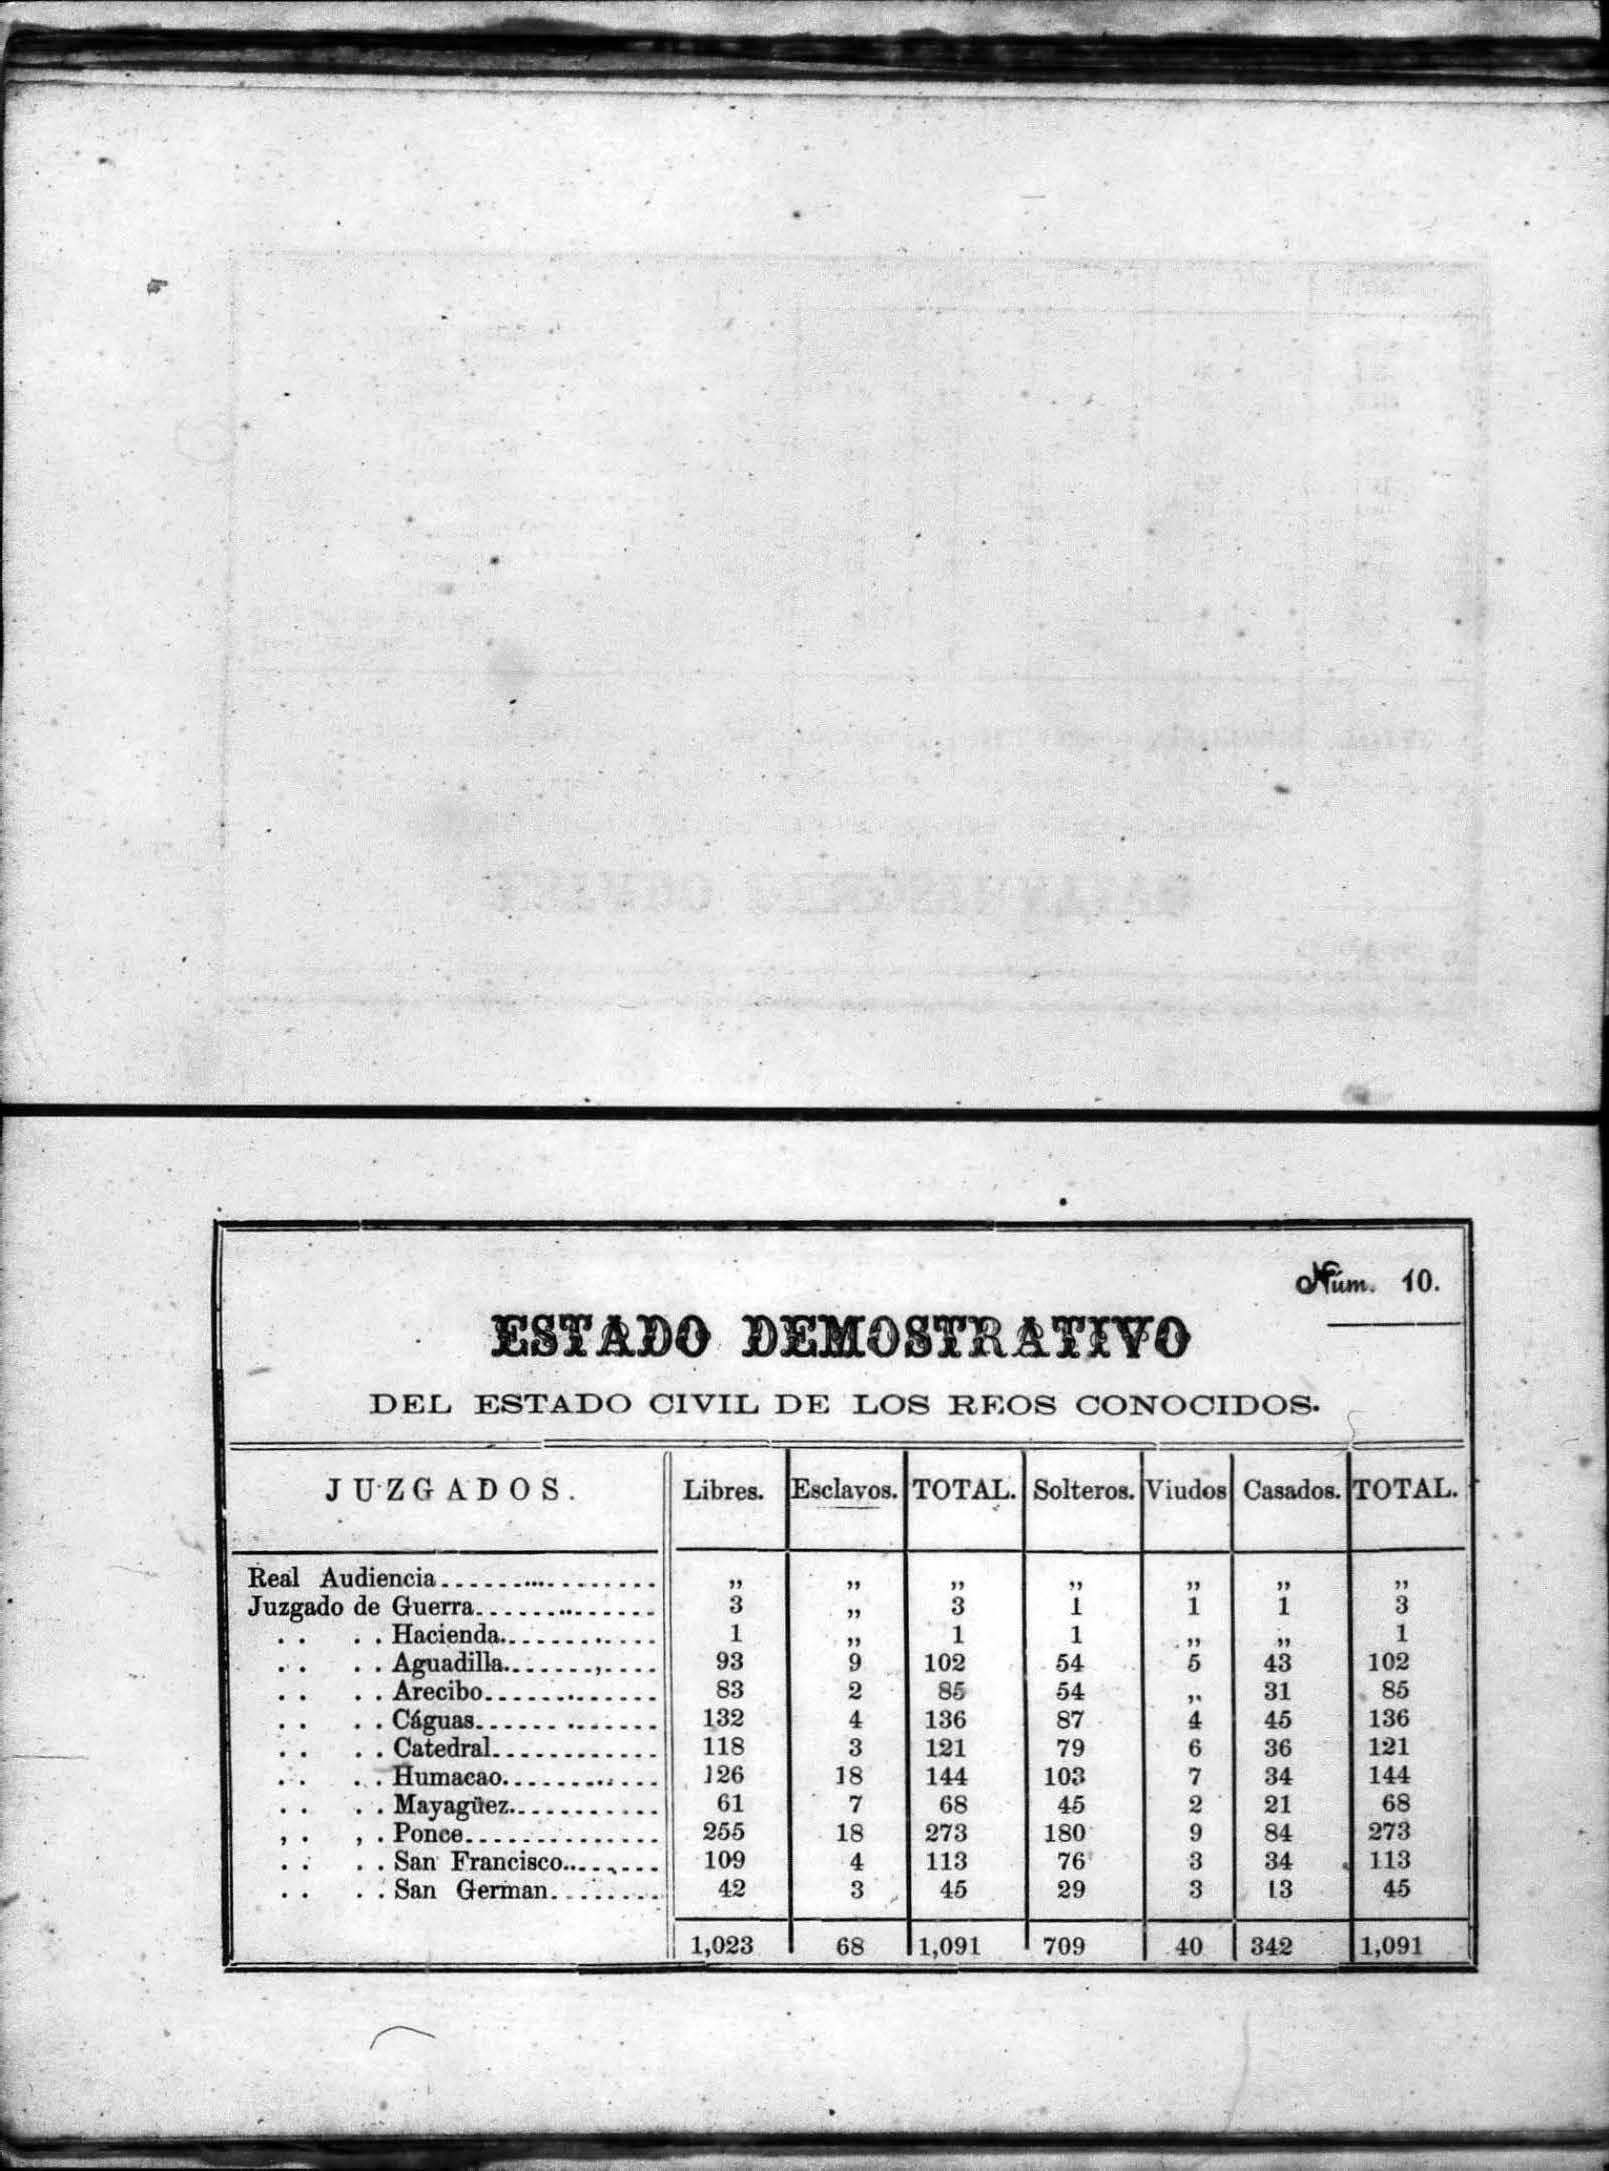 Núm. 10.
ESTADO DEMOSTRATIVO
DEL ESTADO CIVIL DE LOS REOS CONOCIDOS.
JUZGADOS. Libres. Esclavos. TOTAL. Solteros. Viudos Casados. TOTAL.
Real Audiencia „ „ „ „ „ „ „
Juzgado de Guerra 3 „ 3 1 1 1 3
. . . . Hacienda 1 „ 1 1 „ „ 1
. . . . Aguadilla 93 9 102 54 5 43 102
. . . . Arecibo 83 2 85 54 „ 31 85
. . . . Cáguas 132 4 136 87 4 45 136
. . . . Catedral 118 3 121 79 6 36 121
. . . . Humacao 126 18 144 103 7 34 144
. . . . Mayagüez 61 7 68 45 2 21 68
, . , . Ponce 255 18 273 180 9 84 273
. . . . San Francisco 109 4 113 76 3 34 113
. . . . San German 42 3 45 29 3 13 45
1,023 68 1,091 709 40 342 1,091